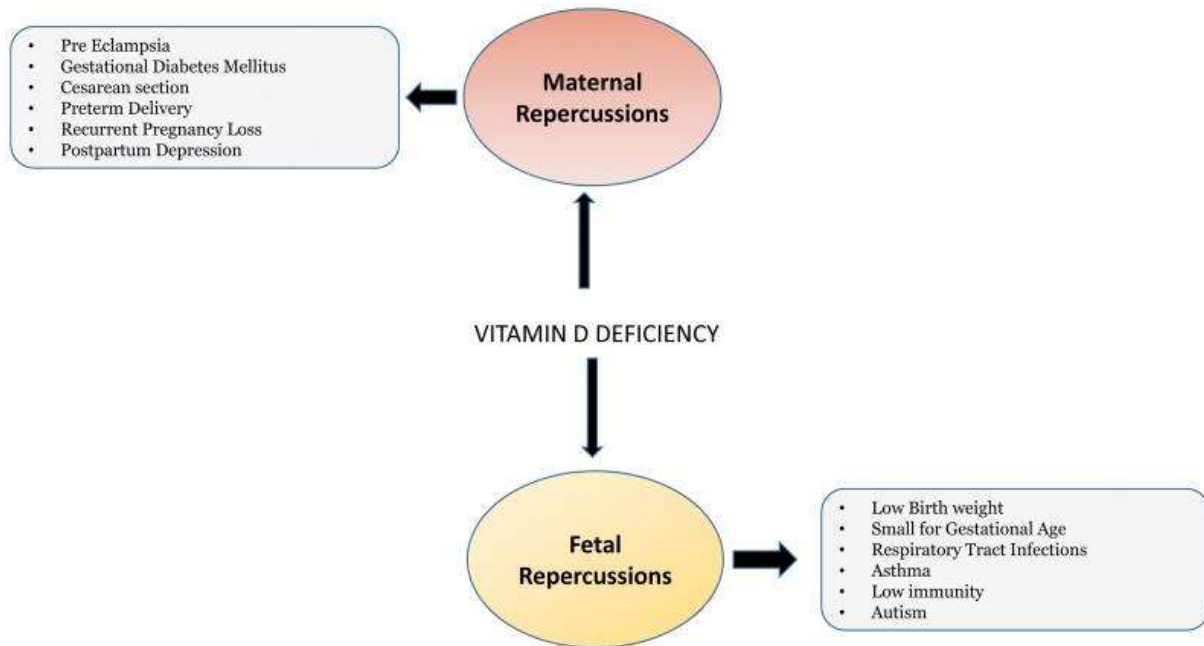 • Pre Eclampsia
• Gestational Diabetes Mellitus
• Cesarean section
• Preterm Delivery
• Recurrent Pregnancy Loss
• Postpartum Depression
Maternal
Repercussions
VITAMIN D DEFICIENCY
Fetal
Repercussions
• Low Birth weight
• Small for Gestational Age
• Respiratory Tract Infections
• Asthma
• Low immunity
• Autism